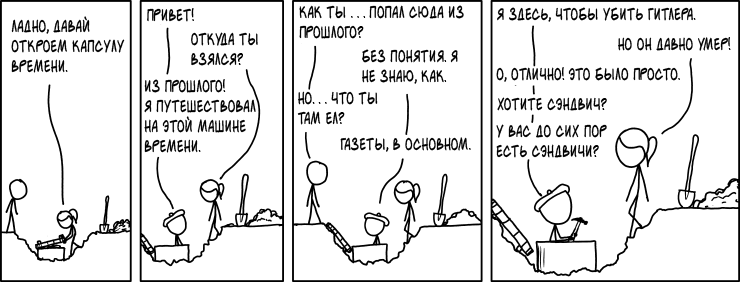 ЛАДНО, ДАВАЙ
ОТКРОЕМ КАПСУЛУ
ВРЕМЕНИ.
ПРИВЕТ!
ОТКУДА ТЫ
ВЗЯЛСЯ?
ИЗ ПРОШЛОГО!
Я ПУТЕШЕСТВОВАЛ
НА ЭТОЙ МАШИНЕ
ВРЕМЕНИ.
КАК ТЫ ... ПОПАЛ СЮДА ИЗ
ПРОШЛОГО?
БЕЗ ПОНЯТИЯ. Я
НЕ ЗНАЮ, КАК.
НО... ЧТО ТЫ
ТАМ ЕЛ?
ГАЗЕТЫ, В ОСНОВНОМ.
Я ЗДЕСЬ, ЧТОБЫ УБИТЬ ГИТЛЕРА.
НО ОН ДАВНО УМЕР!
О, ОТЛИЧНО! ЭТО БЫЛО ПРОСТО.
ХОТИТЕ СЭНДВИЧ?
У ВАС ДО СИХ ПОР
ЕСТЬ СЭНДВИЧИ?